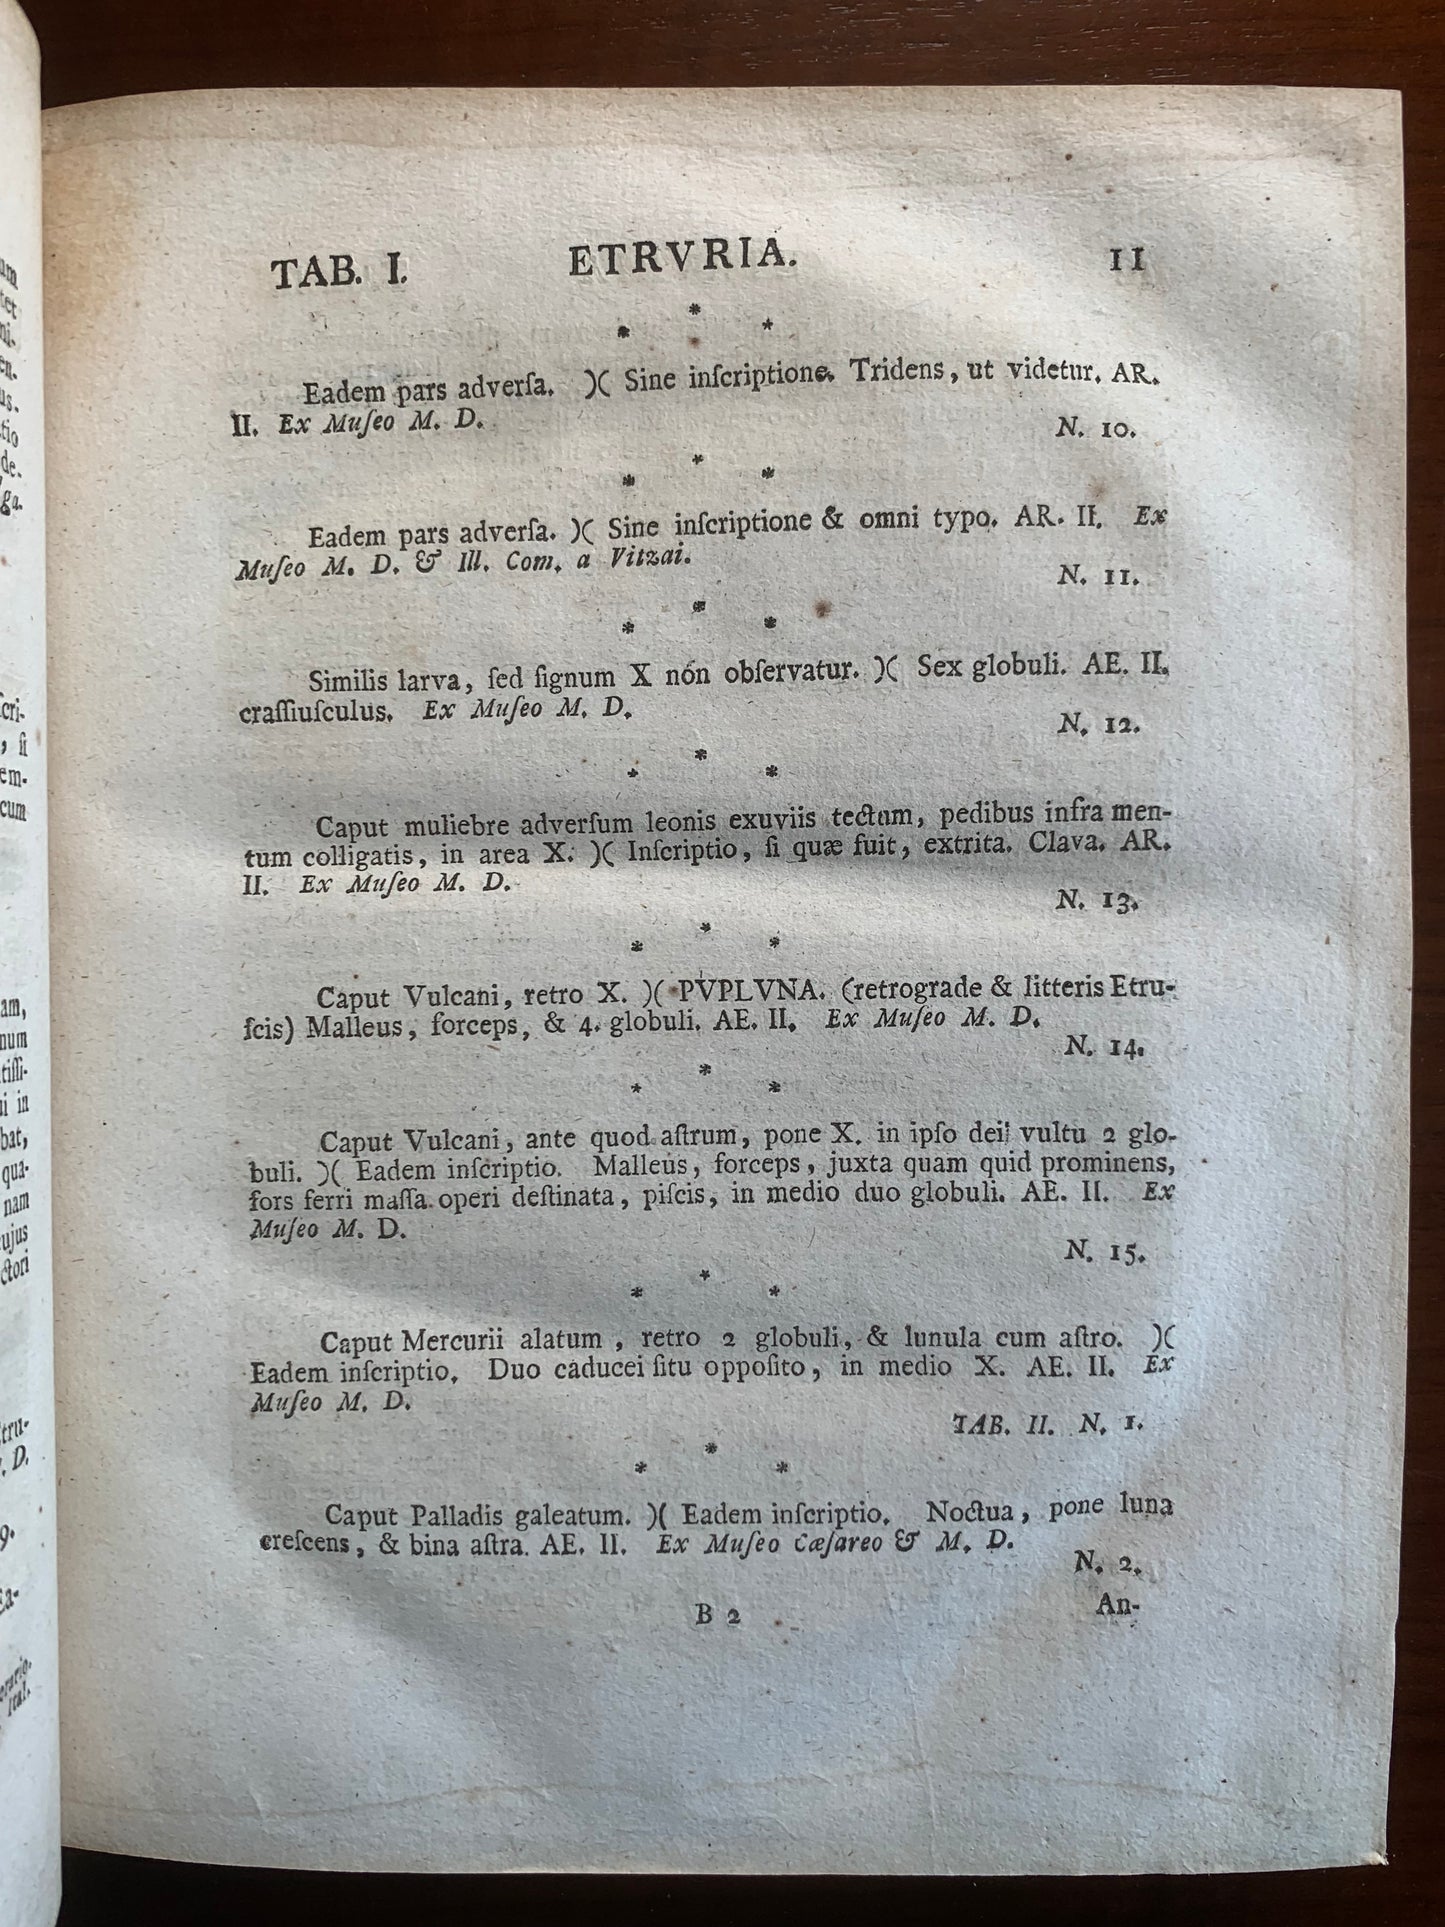 TAB. I. ETRVRIA. 11
*
* *
Eadem pars adverſa. )( Sine inſcriptione. Tridens, ut videtur. AR.
II. Ex Muſeo M. D.
N. 10.
*
* *
Eadem pars adverſa. )( Sine inſcriptione & omni typo. AR. II. Ex
Muſeo M. D. & Ill. Com. a Vitzai.
N. 11.
*
* *
Similis larva, ſed ſignum X non obſervatur. )( Sex globuli. AE. II.
craſſiuſculus. Ex Muſeo M. D.
N. 12.
*
* *
Caput muliebre adverſum leonis exuviis tectum, pedibus infra men-
tum colligatis, in area X. )( Inſcriptio, ſi quæ fuit, extrita. Clava. AR.
II. Ex Muſeo M. D.
N. 13.
*
* *
Caput Vulcani, retro X. )( PVPLVNA. (retrograde & litteris Etru-
ſcis) Malleus, forceps, & 4. globuli. AE. II. Ex Muſeo M. D.
N. 14.
*
* *
Caput Vulcani, ante quod aſtrum, pone X. in ipſo dei vultu 2 glo-
buli. )( Eadem inſcriptio. Malleus, forceps, juxta quam quid prominens,
fors ferri maſſa operi deſtinata, piſcis, in medio duo globuli. AE. II. Ex
Muſeo M. D.
N. 15.
*
* *
Caput Mercurii alatum, retro 2 globuli, & lunula cum aſtro. )(
Eadem inſcriptio. Duo caducei ſitu oppoſito, in medio X. AE. II. Ex
Muſeo M. D.
TAB. II. N. 1.
*
* *
Caput Palladis galeatum. )( Eadem inſcriptio. Noctua, pone luna
creſcens, & bina aſtra. AE. II. Ex Muſeo Cæſareo & M. D.
N. 2.
B 2 An-